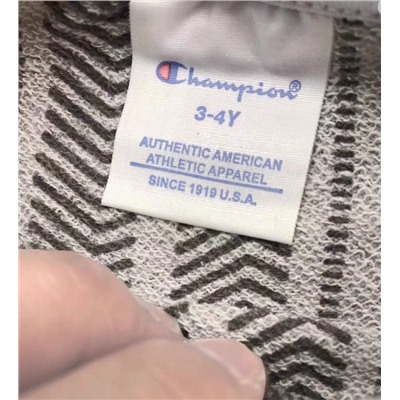 Champion®
3-4Y
AUTHENTIC AMERICAN
ATHLETIC APPAREL
SINCE 1919 U.S.A.